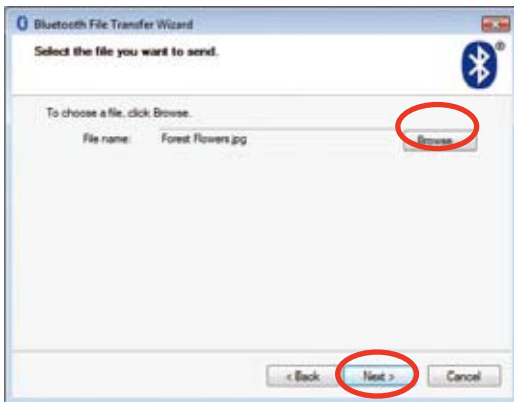 Bluetooth File Transfer Wizard
Select the file you want to send.
®
To choose a file, click Browse.
File name: Forest Flowers.jpg Browse...
< Back Next > Cancel